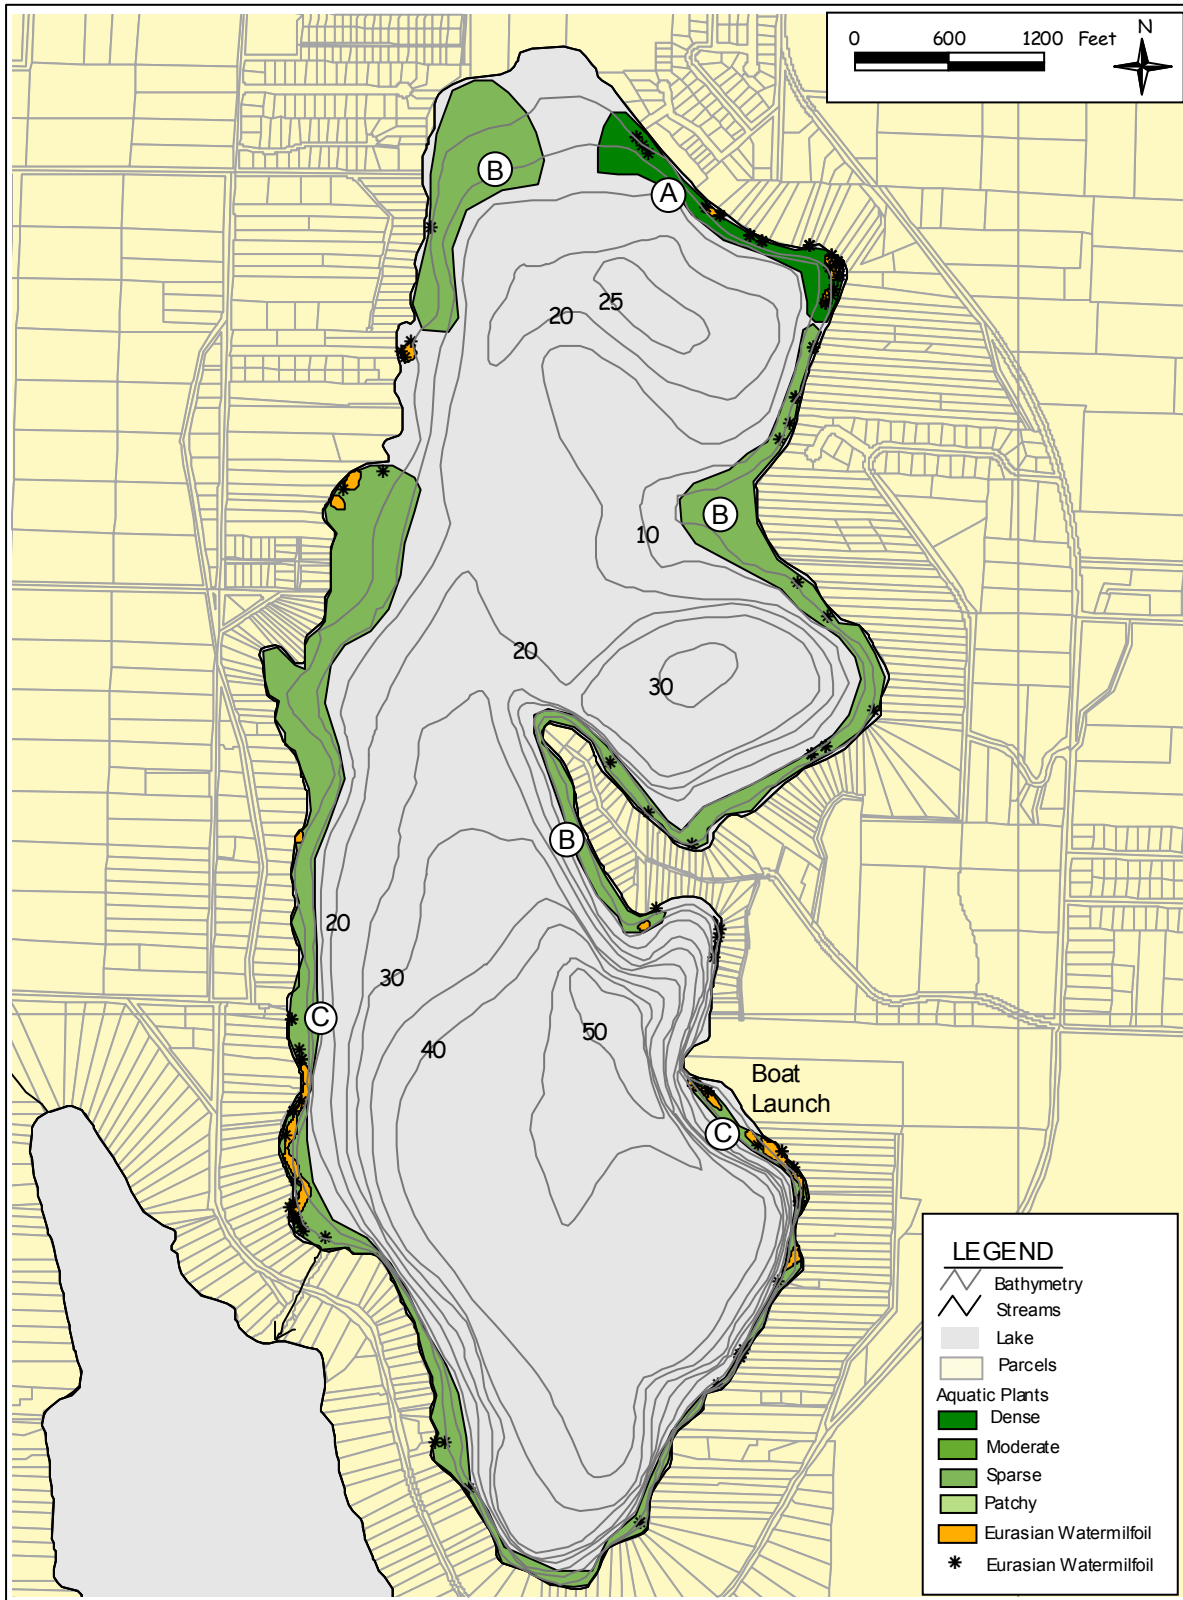 0 600 1200 Feet N
B
A
25
20
B
10
20
30
B
20
30
C
50
40
Boat
Launch
C
LEGEND
Bathymetry
Streams
Lake
Parcels
Aquatic Plants
Dense
Moderate
Sparse
Patchy
Eurasian Watermilfoil
Eurasian Watermilfoil